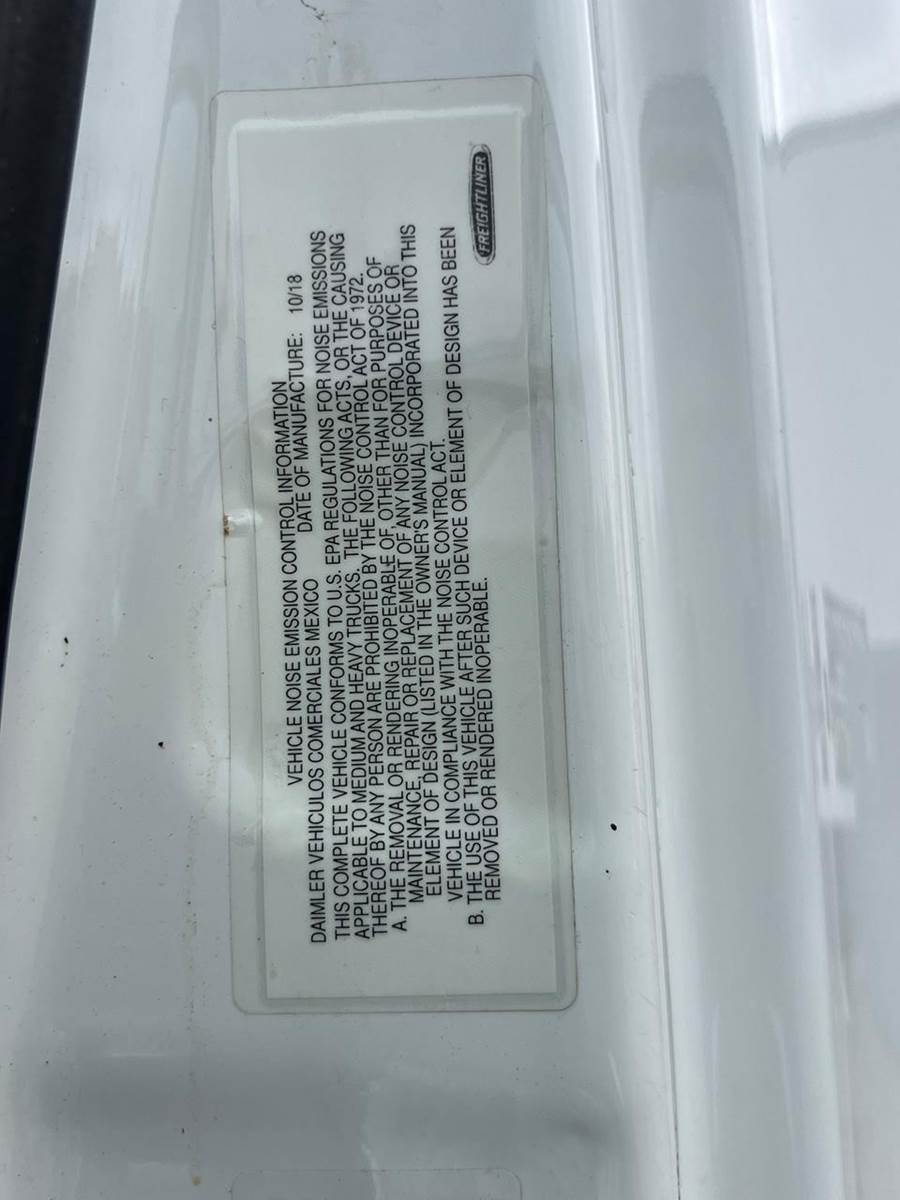 VEHICLE NOISE EMISSION CONTROL INFORMATION
DAIMLER VEHICULOS COMERCIALES MEXICO DATE OF MANUFACTURE: 10/18
THIS COMPLETE VEHICLE CONFORMS TO U.S. EPA REGULATIONS FOR NOISE EMISSIONS
APPLICABLE TO MEDIUM AND HEAVY TRUCKS. THE FOLLOWING ACTS, OR THE CAUSING
THEREOF BY ANY PERSON ARE PROHIBITED BY THE NOISE CONTROL ACT OF 1972.
A. THE REMOVAL OR RENDERING INOPERABLE OF, OTHER THAN FOR PURPOSES OF
MAINTENANCE, REPAIR OR REPLACEMENT OF ANY NOISE CONTROL DEVICE OR
ELEMENT OF DESIGN (LISTED IN THE OWNER'S MANUAL) INCORPORATED INTO THIS
VEHICLE IN COMPLIANCE WITH THE NOISE CONTROL ACT.
B. THE USE OF THIS VEHICLE AFTER SUCH DEVICE OR ELEMENT OF DESIGN HAS BEEN
REMOVED OR RENDERED INOPERABLE.
FREIGHTLINER